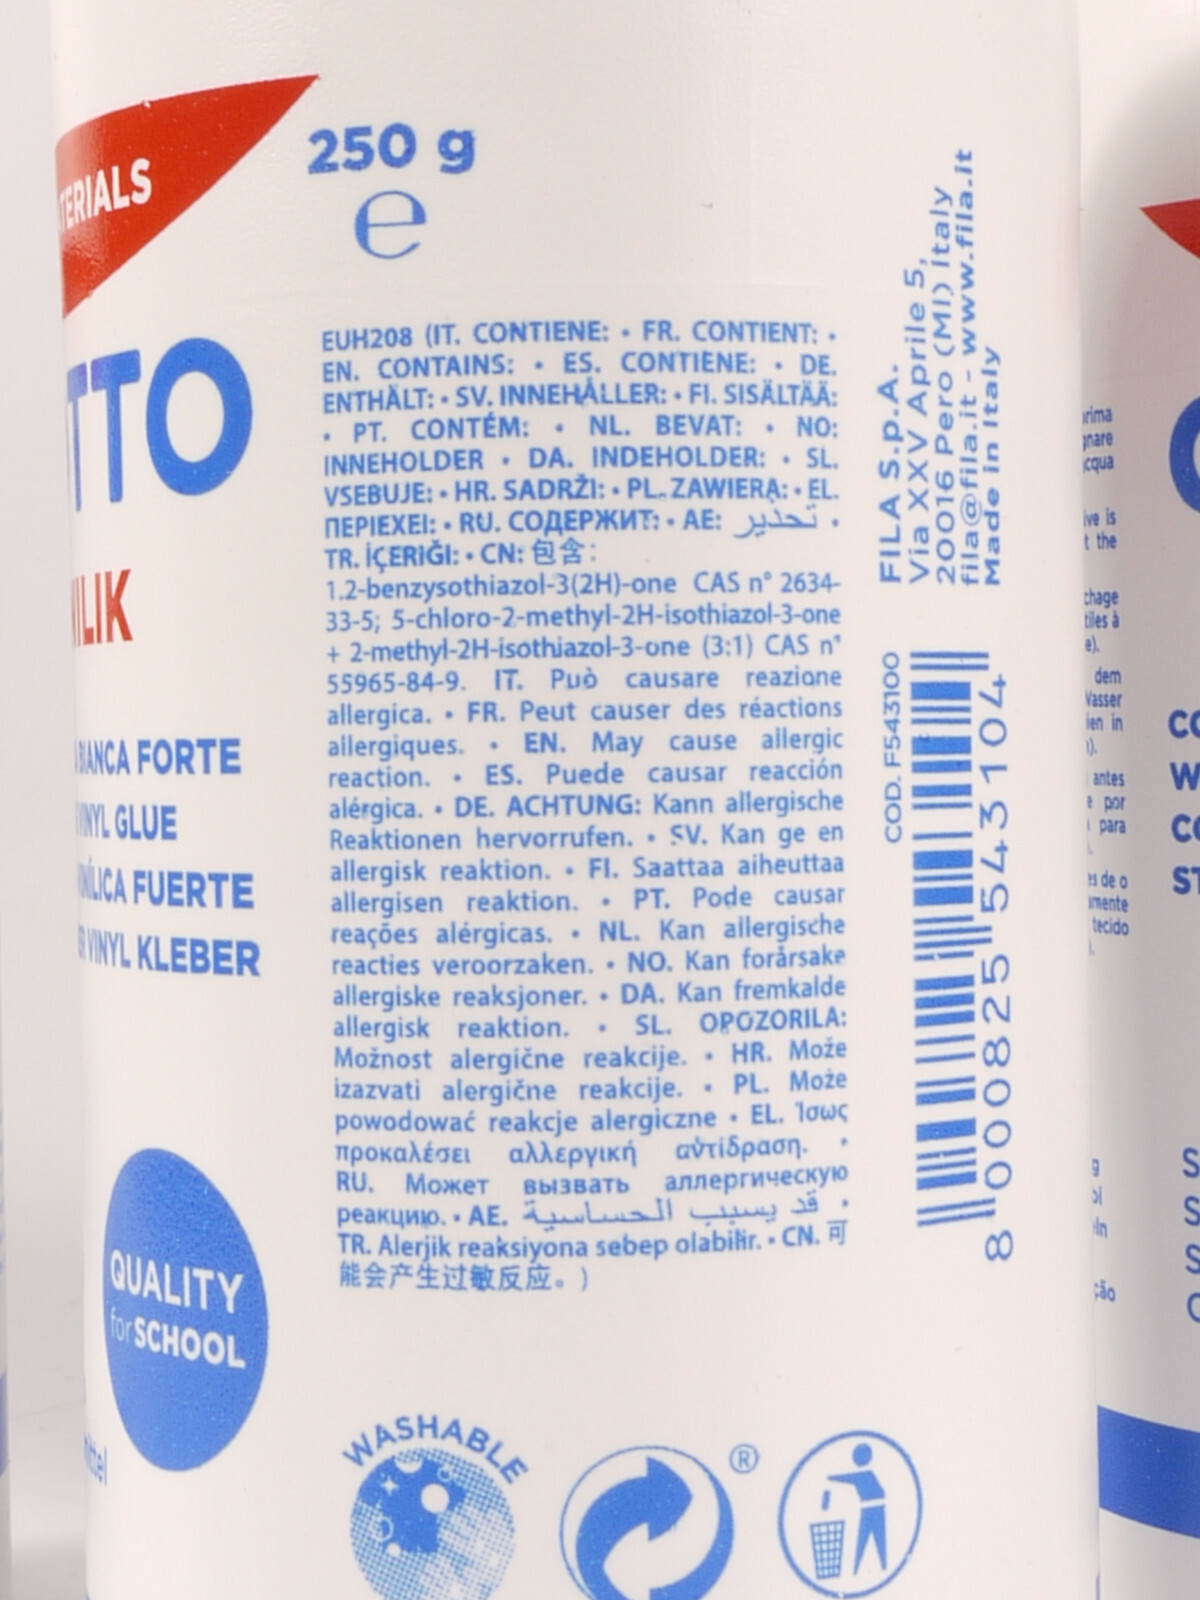 250 g
e
TERIALS
TTO
ILIK
BIANCA FORTE
VINYL GLUE
FUERTE
VINYL KLEBER
QUALITY
for SCHOOL
EUH208 (IT. CONTIENE: • FR. CONTIENT: •
EN. CONTAINS: • ES. CONTIENE: • DE.
ENTHÄLT: • SV. INNEHÅLLER: • FI. SISÄLTÄÄ:
• PT. CONTÉM: • NL. BEVAT: • NO:
INNEHOLDER • DA. INDEHOLDER: • SL.
VSEBUJE: • HR. SADRŽI: • PL. ZAWIERA: • EL.
ΠΕΡΙΕΧΕΙ: • RU. СОДЕРЖИТ: • AE: تحذير •
TR. İÇERİĞİ: • CN: 包含:
1.2-benzysothiazol-3(2H)-one CAS n° 2634-
33-5; 5-chloro-2-methyl-2H-isothiazol-3-one
+ 2-methyl-2H-isothiazol-3-one (3:1) CAS n°
55965-84-9. IT. Può causare reazione
allergica. • FR. Peut causer des réactions
allergiques. • EN. May cause allergic
reaction. • ES. Puede causar reacción
alérgica. • DE. ACHTUNG: Kann allergische
Reaktionen hervorrufen. • SV. Kan ge en
allergisk reaktion. • FI. Saattaa aiheuttaa
allergisen reaktion. • PT. Pode causar
reações alérgicas. • NL. Kan allergische
reacties veroorzaken. • NO. Kan forårsake
allergiske reaksjoner. • DA. Kan fremkalde
allergisk reaktion. • SL. OPOZORILA:
Možnost alergične reakcije. • HR. Može
izazvati alergične reakcije. • PL. Może
powodować reakcje alergiczne • EL. Ίσως
προκαλέσει αλλεργική αντίδραση. •
RU. Может вызвать аллергическую
реакцию. • AE. قد يسبب الحساسية •
TR. Alerjik reaksiyona sebep olabilir. • CN. 可
能会产生过敏反应。)
FILA S.p.A.
Via XXV Aprile 5,
20016 Pero (MI) Italy
fila@fila.it - www.fila.it
Made in Italy
COD. F543100
8 000825 543104
WASHABLE
®